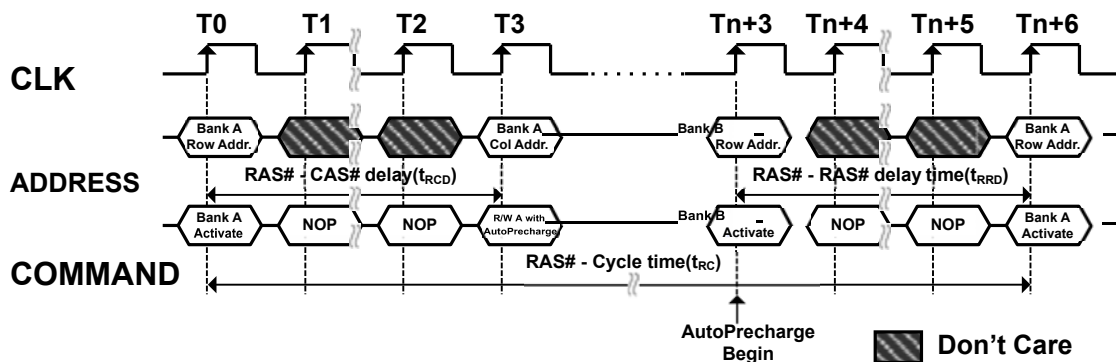 T0 T1 T2 T3 Tn+3 Tn+4 Tn+5 Tn+6
CLK
Bank A
Row Addr.
Bank A
Col Addr.
Bank B
Row Addr.
Bank A
Row Addr.
ADDRESS
RAS# - CAS# delay(tRCD)
RAS# - RAS# delay time(tRRD)
Bank A
Activate
NOP
NOP
R/W A with
AutoPrecharge
Bank B
Activate
NOP
NOP
Bank A
Activate
COMMAND
RAS# - Cycle time(tRC)
AutoPrecharge
Begin
Don't Care